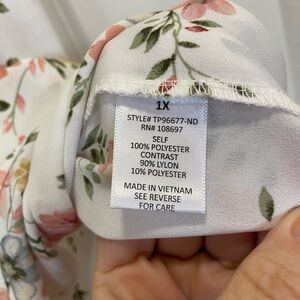 1X
STYLE# TP96677-ND
RN# 108697
SELF
100% POLYESTER
CONTRAST
90% LYLON
10% POLYESTER
MADE IN VIETNAM
SEE REVERSE
FOR CARE